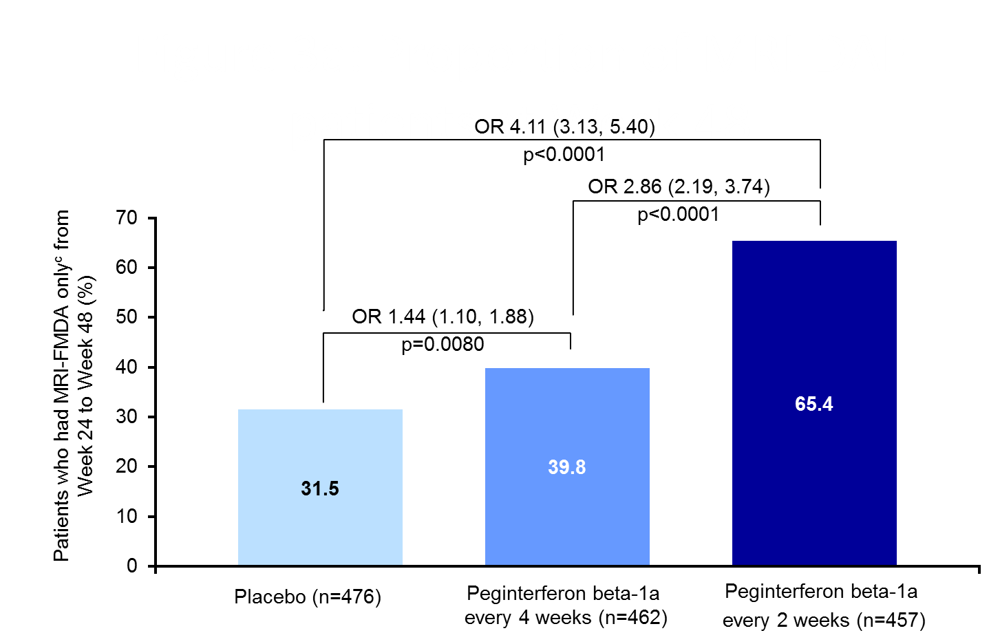 OR 4.11 (3.13, 5.40)
p<0.0001
OR 2.86 (2.19, 3.74)
p<0.0001
OR 1.44 (1.10, 1.88)
p=0.0080
Patients who had MRI-FMDA onlyᶜ from
Week 24 to Week 48 (%)
70
60
50
40
30
20
10
0
31.5
39.8
65.4
Placebo (n=476)
Peginterferon beta-1a
every 4 weeks (n=462)
Peginterferon beta-1a
every 2 weeks (n=457)